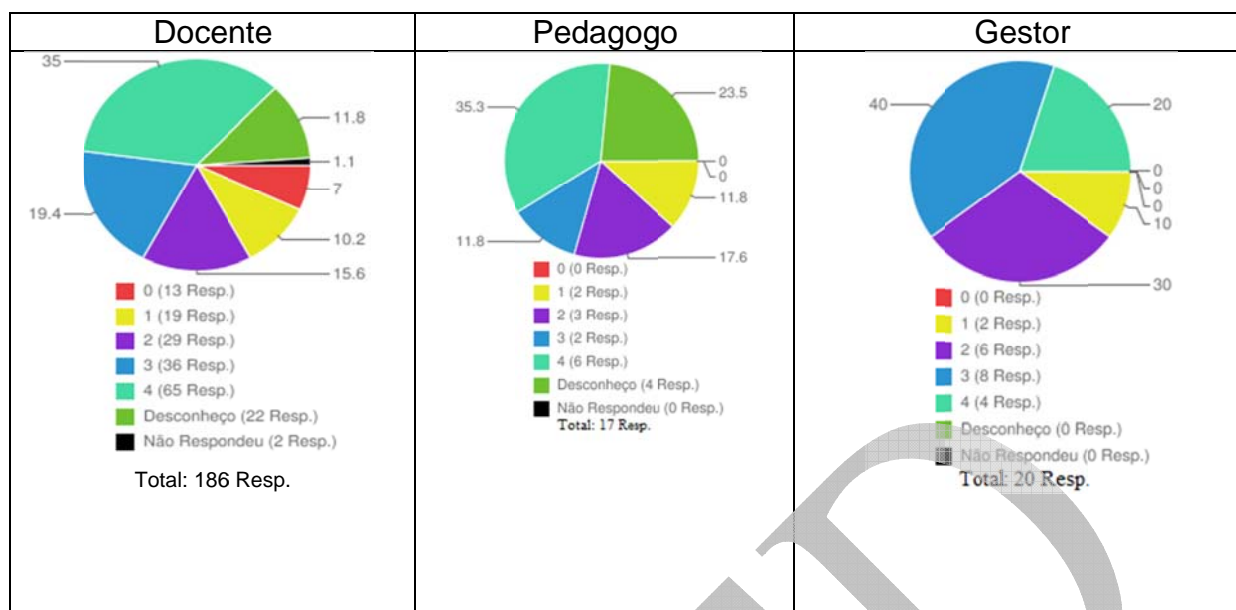 Docente
Pedagogo
Gestor
35
11.8
1.1
7
10.2
15.6
19.4
0 (13 Resp.)
1 (19 Resp.)
2 (29 Resp.)
3 (36 Resp.)
4 (65 Resp.)
Desconheço (22 Resp.)
Não Respondeu (2 Resp.)
Total: 186 Resp.
35.3
23.5
0
0
11.8
17.6
11.8
0 (0 Resp.)
1 (2 Resp.)
2 (3 Resp.)
3 (2 Resp.)
4 (6 Resp.)
Desconheço (4 Resp.)
Não Respondeu (0 Resp.)
Total: 17 Resp.
40
20
0
0
0
10
30
0 (0 Resp.)
1 (2 Resp.)
2 (6 Resp.)
3 (8 Resp.)
4 (4 Resp.)
Desconheço (0 Resp.)
Não Respondeu (0 Resp.)
Total: 20 Resp.